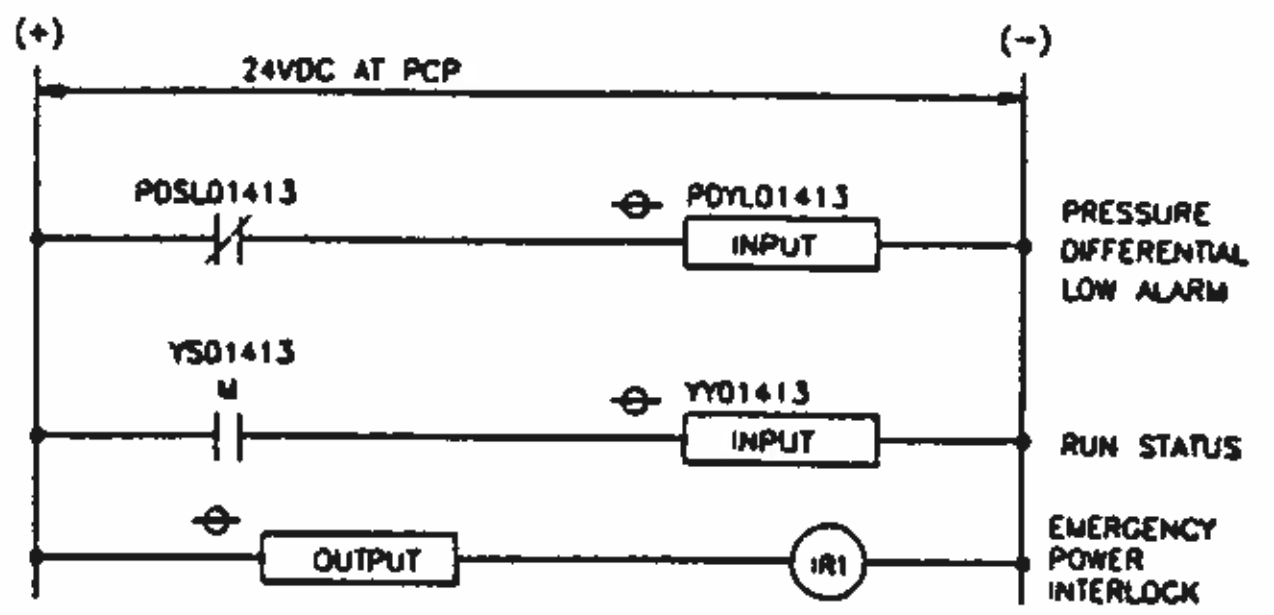 (+)
(-)
24VDC AT PCP
PDSL01413
PDYL01413
INPUT
PRESSURE
DIFFERENTIAL
LOW ALARM
YS01413
M
YY01413
INPUT
RUN STATUS
OUTPUT
IR1
EMERGENCY
POWER
INTERLOCK